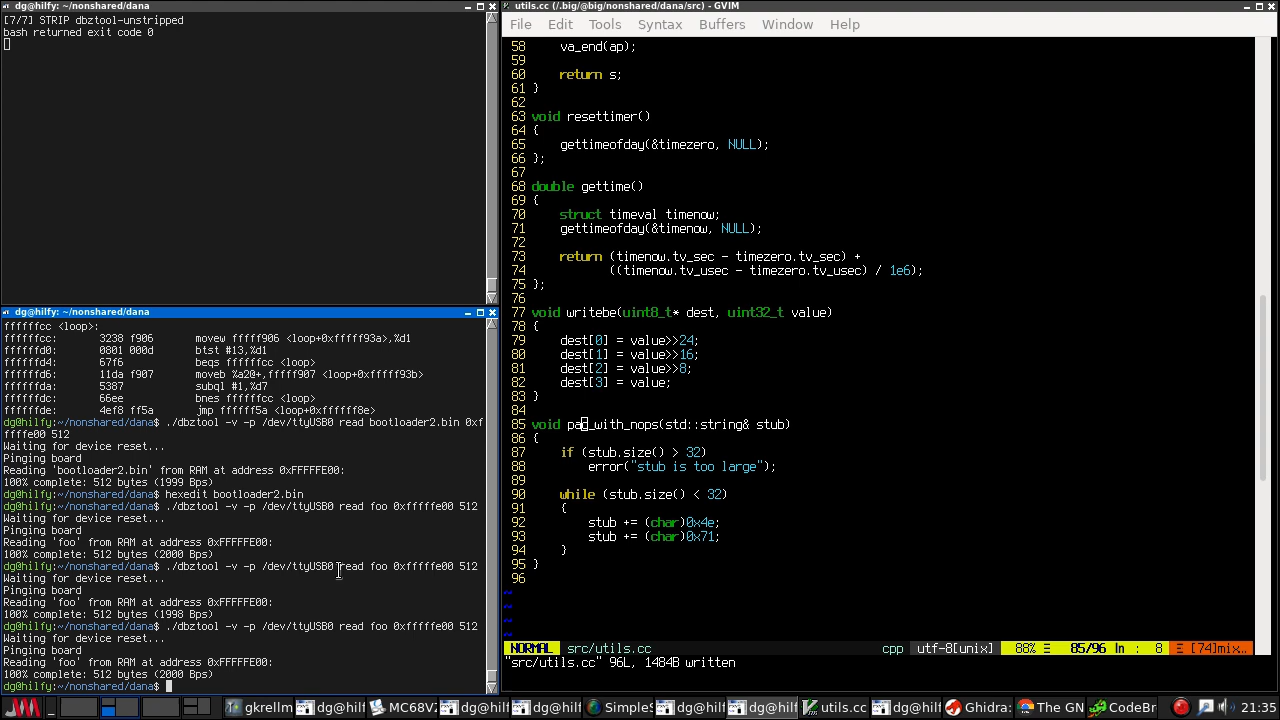 dg@hilfy: ~/nonshared/dana
[7/7] STRIP dbztool-unstripped
bash returned exit code 0
dg@hilfy: ~/nonshared/dana
ffffffcc <loop>:
ffffffcc:	3238 f906	movew fffff906 <loop+0xfffff93a>,%d1
ffffffd0:	0801 000d	btst #13,%d1
ffffffd4:	67f6	beqs ffffffcc <loop>
ffffffd6:	11da f907	moveb %a2@+,fffff907 <loop+0xfffff93b>
ffffffda:	5387	subql #1,%d7
ffffffdc:	66ee	bnes ffffffcc <loop>
ffffffde:	4ef8 ff5a	jmp ffffff5a <loop+0xffffff8e>
dg@hilfy:~/nonshared/dana$ ./dbztool -v -p /dev/ttyUSB0 read bootloader2.bin 0xf
ffffe00 512
Waiting for device reset...
Pinging board
Reading 'bootloader2.bin' from RAM at address 0xFFFFFE00:
100% complete: 512 bytes (1999 Bps)
dg@hilfy:~/nonshared/dana$ hexedit bootloader2.bin
dg@hilfy:~/nonshared/dana$ ./dbztool -v -p /dev/ttyUSB0 read foo 0xfffffe00 512
Waiting for device reset...
Pinging board
Reading 'foo' from RAM at address 0xFFFFFE00:
100% complete: 512 bytes (2000 Bps)
dg@hilfy:~/nonshared/dana$ ./dbztool -v -p /dev/ttyUSB0 read foo 0xfffffe00 512
Waiting for device reset...
Pinging board
Reading 'foo' from RAM at address 0xFFFFFE00:
100% complete: 512 bytes (1998 Bps)
dg@hilfy:~/nonshared/dana$ ./dbztool -v -p /dev/ttyUSB0 read foo 0xfffffe00 512
Waiting for device reset...
Pinging board
Reading 'foo' from RAM at address 0xFFFFFE00:
100% complete: 512 bytes (2000 Bps)
dg@hilfy:~/nonshared/dana$
utils.cc (/.big/@big/nonshared/dana/src) - GVIM
File Edit Tools Syntax Buffers Window Help
58     va_end(ap);
59
60     return s;
61 }
62
63 void resettimer()
64 {
65     gettimeofday(&timezero, NULL);
66 };
67
68 double gettime()
69 {
70     struct timeval timenow;
71     gettimeofday(&timenow, NULL);
72
73     return (timenow.tv_sec - timezero.tv_sec) +
74            ((timenow.tv_usec - timezero.tv_usec) / 1e6);
75 };
76
77 void writebe(uint8_t* dest, uint32_t value)
78 {
79     dest[0] = value>>24;
80     dest[1] = value>>16;
81     dest[2] = value>>8;
82     dest[3] = value;
83 }
84
85 void pad_with_nops(std::string& stub)
86 {
87     if (stub.size() > 32)
88         error("stub is too large");
89
90     while (stub.size() < 32)
91     {
92         stub += (char)0x4e;
93         stub += (char)0x71;
94     }
95 }
96
~
~
~
~
NORMAL src/utils.cc cpp utf-8[unix] 88% ☰ 85/96 ln : 8 Ξ [74]mix…
"src/utils.cc" 96L, 1484B written
gkrellm dg@hilf MC68V dg@hilf dg@hilf SimpleS dg@hilf dg@hilf utils.cc dg@hilf Ghidra: The GN CodeBr 21:35